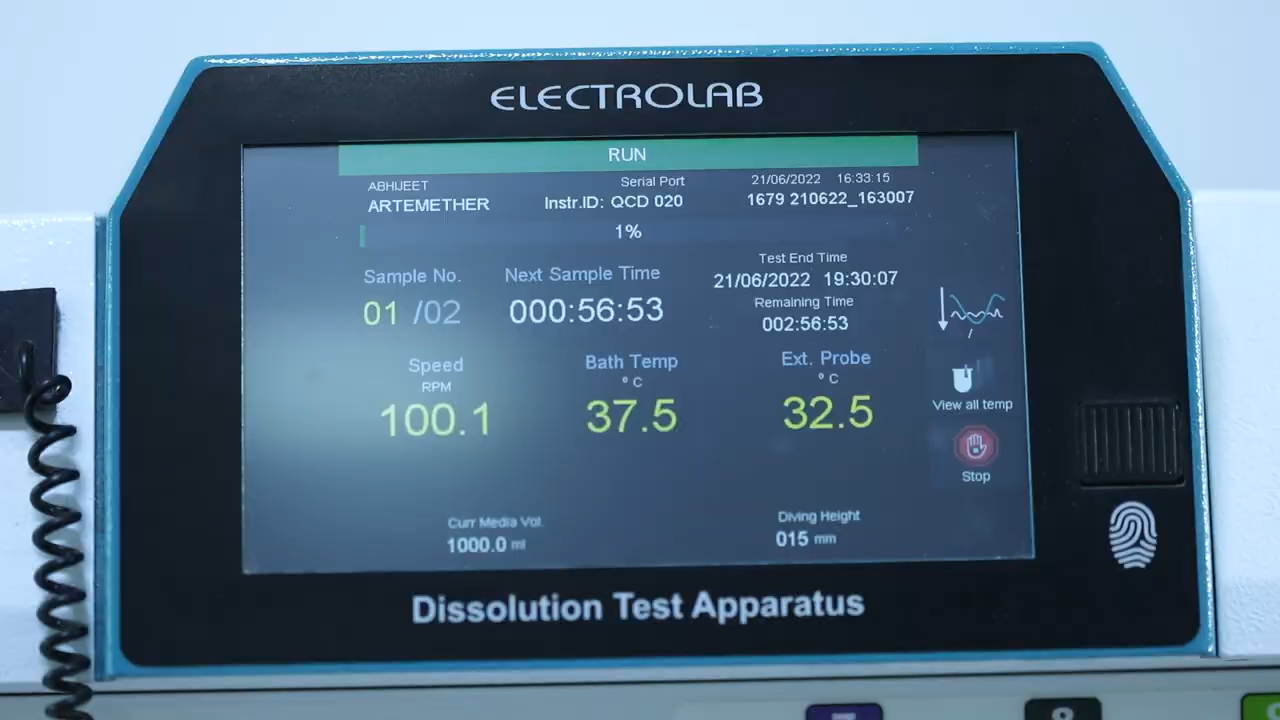 ELECTROLAB
RUN
ABHIJEET
Serial Port
21/06/2022 16:33:15
ARTEMETHER
Instr.ID: QCD 020
1679 210622_163007
1%
Sample No.
Next Sample Time
Test End Time
21/06/2022 19:30:07
01 /02
000:56:53
Remaining Time
002:56:53
Speed
RPM
100.1
Bath Temp
° C
37.5
Ext. Probe
° C
32.5
View all temp
Stop
Curr Media Vol.
1000.0 ml
Diving Height
015 mm
Dissolution Test Apparatus